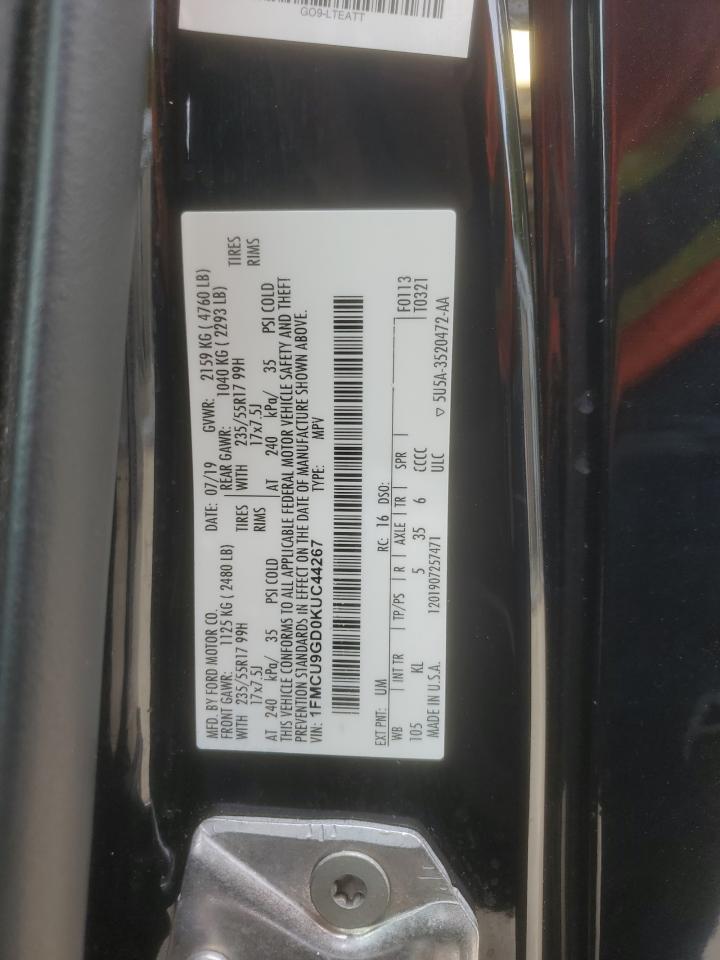 GO9-LTEATT
MFD. BY FORD MOTOR CO. DATE: 07/19 GVWR: 2159 KG ( 4760 LB)
FRONT GAWR: 1125 KG ( 2480 LB) REAR GAWR: 1040 KG ( 2293 LB)
WITH 235/55R17 99H TIRES WITH 235/55R17 99H TIRES
17x7.5J RIMS 17x7.5J RIMS
AT 240 kPa/ 35 PSI COLD AT 240 kPa/ 35 PSI COLD
THIS VEHICLE CONFORMS TO ALL APPLICABLE FEDERAL MOTOR VEHICLE SAFETY AND THEFT
PREVENTION STANDARDS IN EFFECT ON THE DATE OF MANUFACTURE SHOWN ABOVE.
VIN: 1FMCU9GD0KUC44267 TYPE: MPV
EXT PNT: UM RC: 16 DSO:
WB INT TR TP/PS R AXLE TR SPR F0113
105 KL 5 35 6 CCCC T0321
MADE IN U.S.A. 1201907257471 ULC 5U5A-3520472-AA